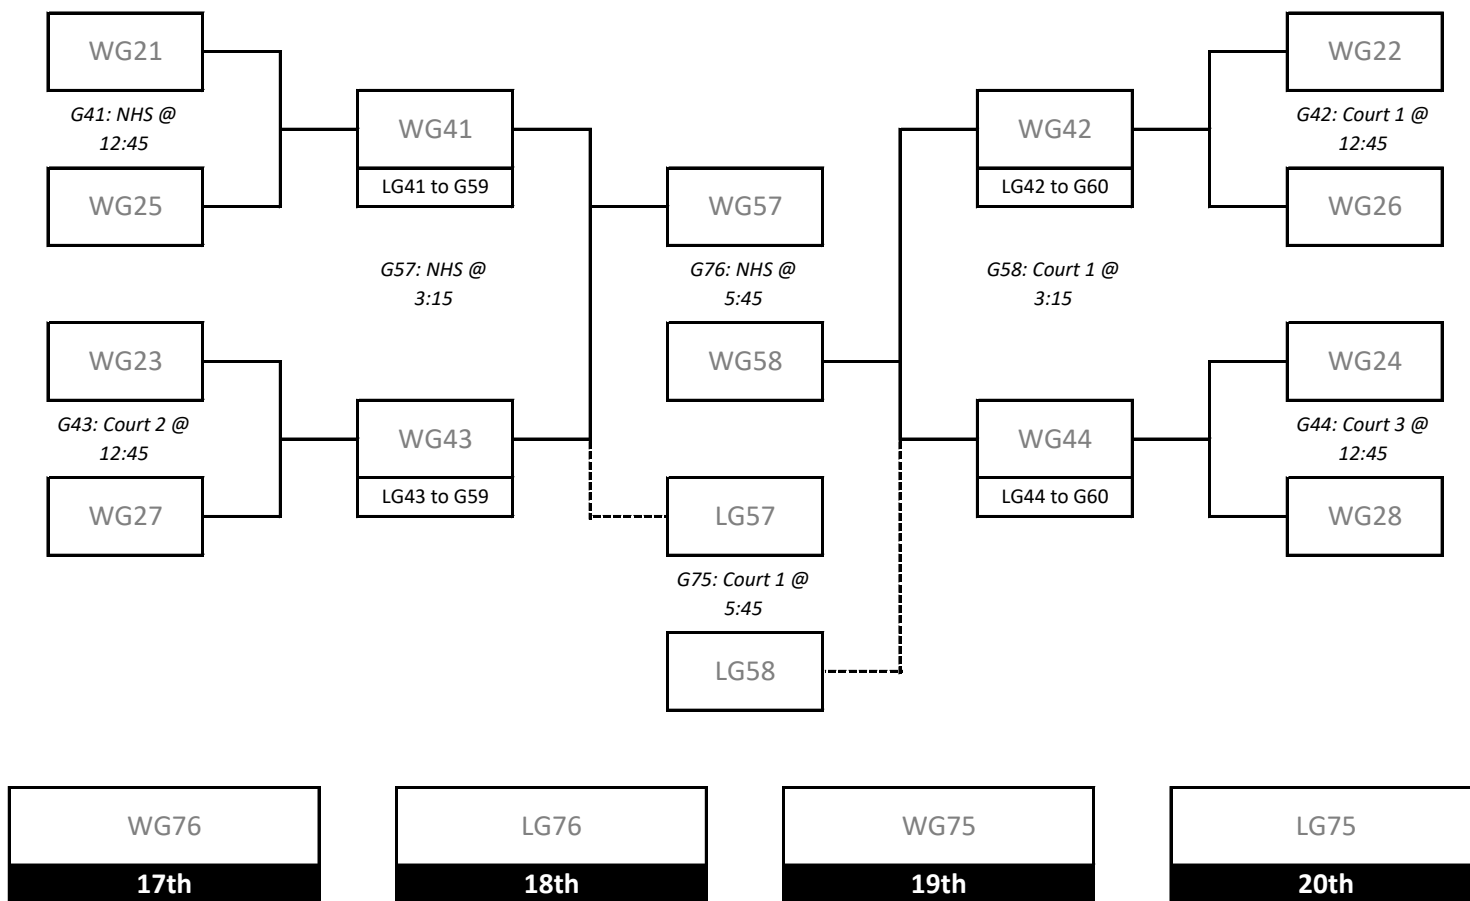 WG21
G41: NHS @
12:45
WG25
WG41
LG41 to G59
G57: NHS @
3:15
WG23
G43: Court 2 @
12:45
WG27
WG43
LG43 to G59
WG57
G76: NHS @
5:45
WG58
LG57
G75: Court 1 @
5:45
LG58
WG42
LG42 to G60
G58: Court 1 @
3:15
WG44
LG44 to G60
WG22
G42: Court 1 @
12:45
WG26
WG24
G44: Court 3 @
12:45
WG28
WG76
17th
LG76
18th
WG75
19th
LG75
20th